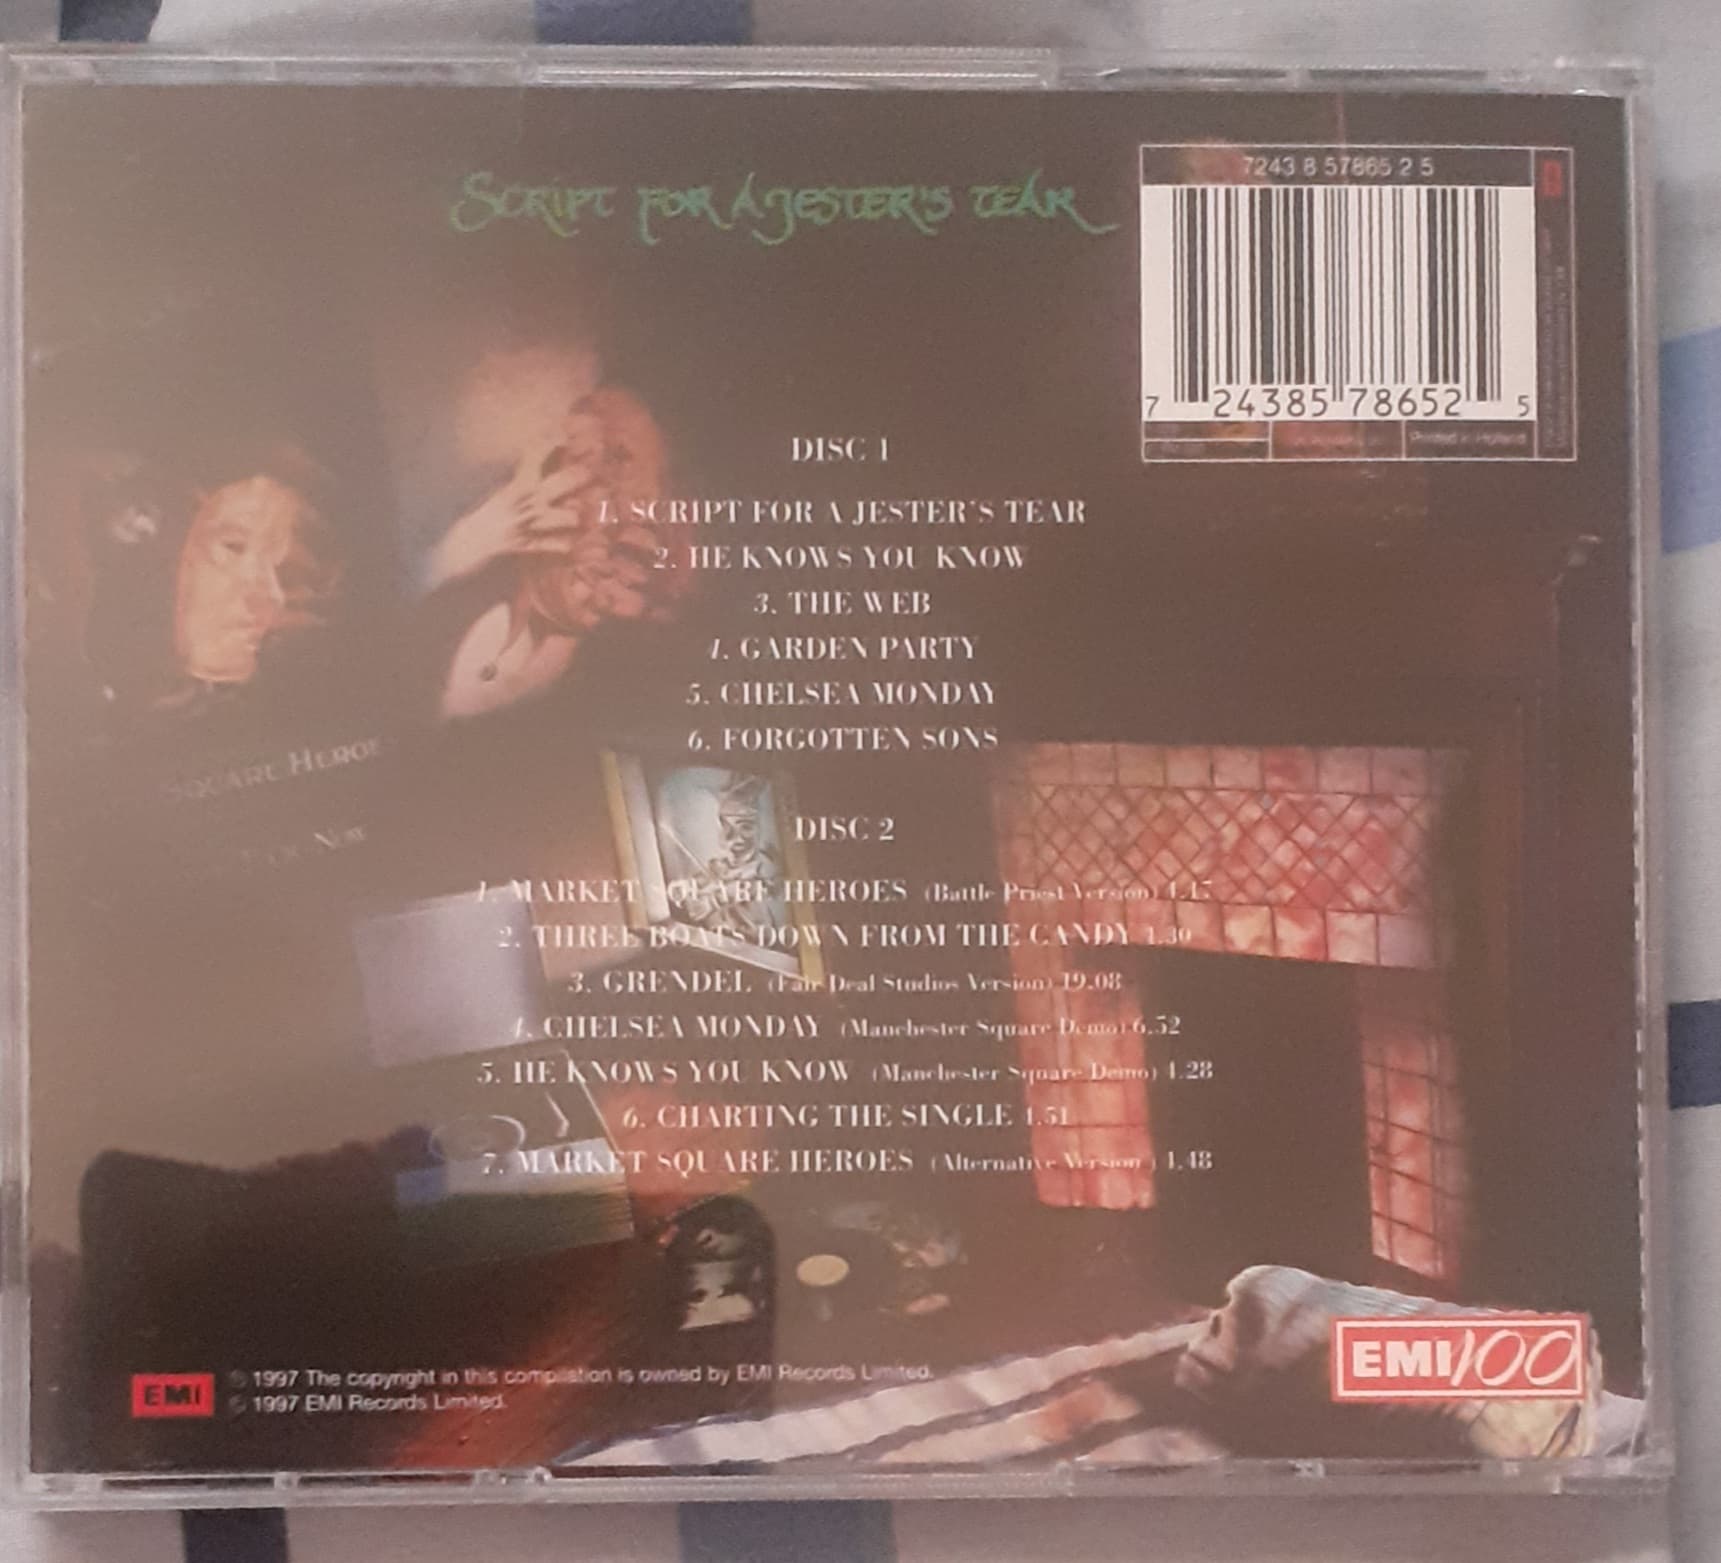 SCRIPT FOR A JESTER'S TEAR
7243 8 57865 2 5
7 24385 78652 5
Printed in Holland
DISC 1
1. SCRIPT FOR A JESTER'S TEAR
2. HE KNOWS YOU KNOW
3. THE WEB
4. GARDEN PARTY
5. CHELSEA MONDAY
6. FORGOTTEN SONS
SQUARE HEROE
NOW
DISC 2
1. MARKET SQUARE HEROES (Battle Priest Version) 4.17
2. THREE BOATS DOWN FROM THE CANDY 4.30
3. GRENDEL (Fair Deal Studios Version) 19.08
4. CHELSEA MONDAY (Manchester Square Demo) 6.52
5. HE KNOWS YOU KNOW (Manchester Square Demo) 4.28
6. CHARTING THE SINGLE 4.51
7. MARKET SQUARE HEROES (Alternative Version) 4.48
EMI
℗ 1997 The copyright in this compilation is owned by EMI Records Limited.
© 1997 EMI Records Limited.
EMI 100